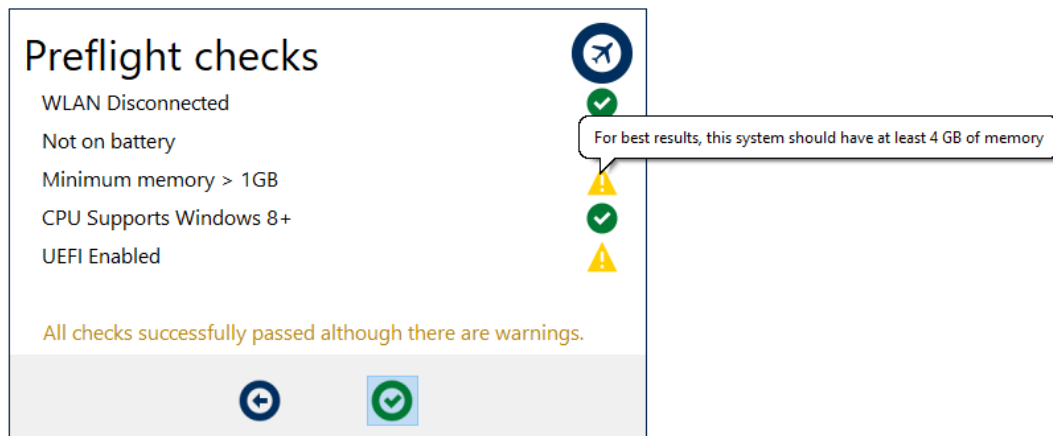 Preflight checks
WLAN Disconnected
Not on battery
For best results, this system should have at least 4 GB of memory
Minimum memory > 1GB
CPU Supports Windows 8+
UEFI Enabled
All checks successfully passed although there are warnings.